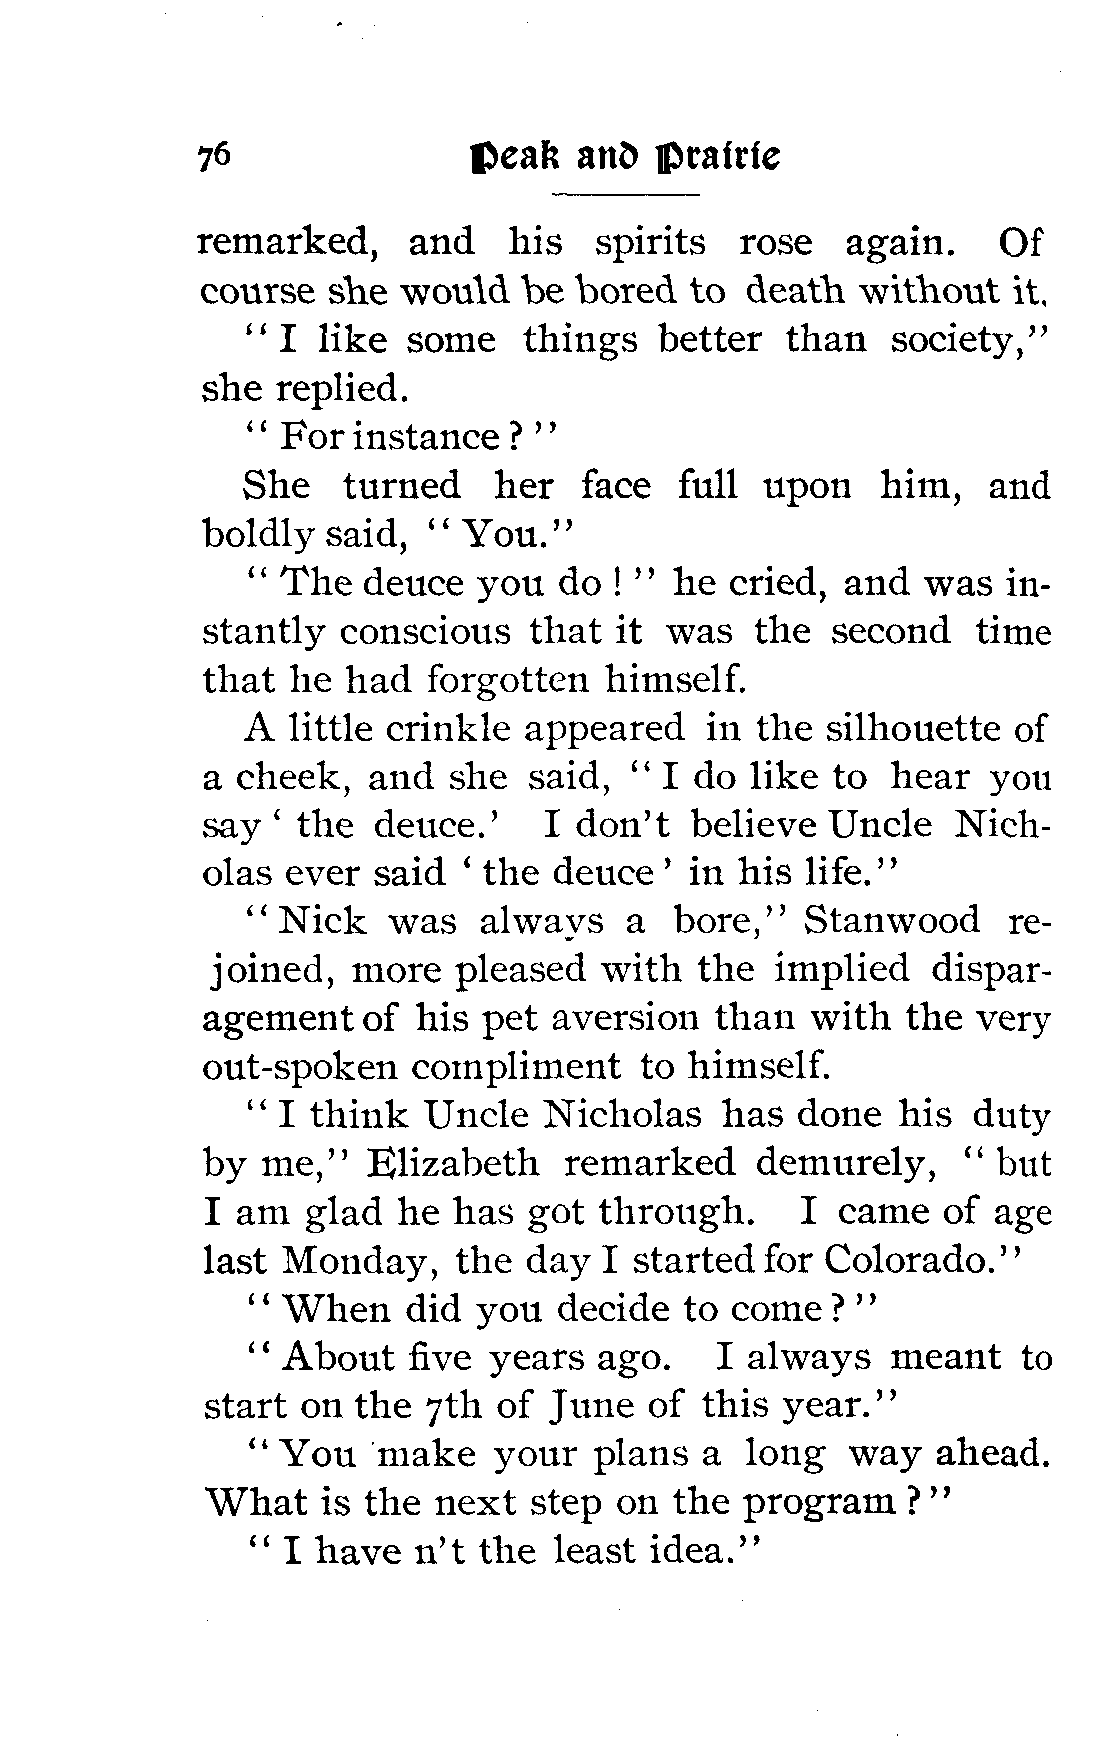 76 Peak and Prairie
remarked, and his spirits rose again. Of
course she would be bored to death without it.
" I like some things better than society,"
she replied.
" For instance ? "
She turned her face full upon him, and
boldly said, " You."
" The deuce you do ! " he cried, and was in-
stantly conscious that it was the second time
that he had forgotten himself.
A little crinkle appeared in the silhouette of
a cheek, and she said, " I do like to hear you
say ' the deuce.' I don't believe Uncle Nich-
olas ever said ' the deuce ' in his life."
" Nick was always a bore," Stanwood re-
joined, more pleased with the implied dispar-
agement of his pet aversion than with the very
out-spoken compliment to himself.
" I think Uncle Nicholas has done his duty
by me," Elizabeth remarked demurely, " but
I am glad he has got through. I came of age
last Monday, the day I started for Colorado."
" When did you decide to come ? "
" About five years ago. I always meant to
start on the 7th of June of this year."
" You make your plans a long way ahead.
What is the next step on the program ? "
" I have n't the least idea."